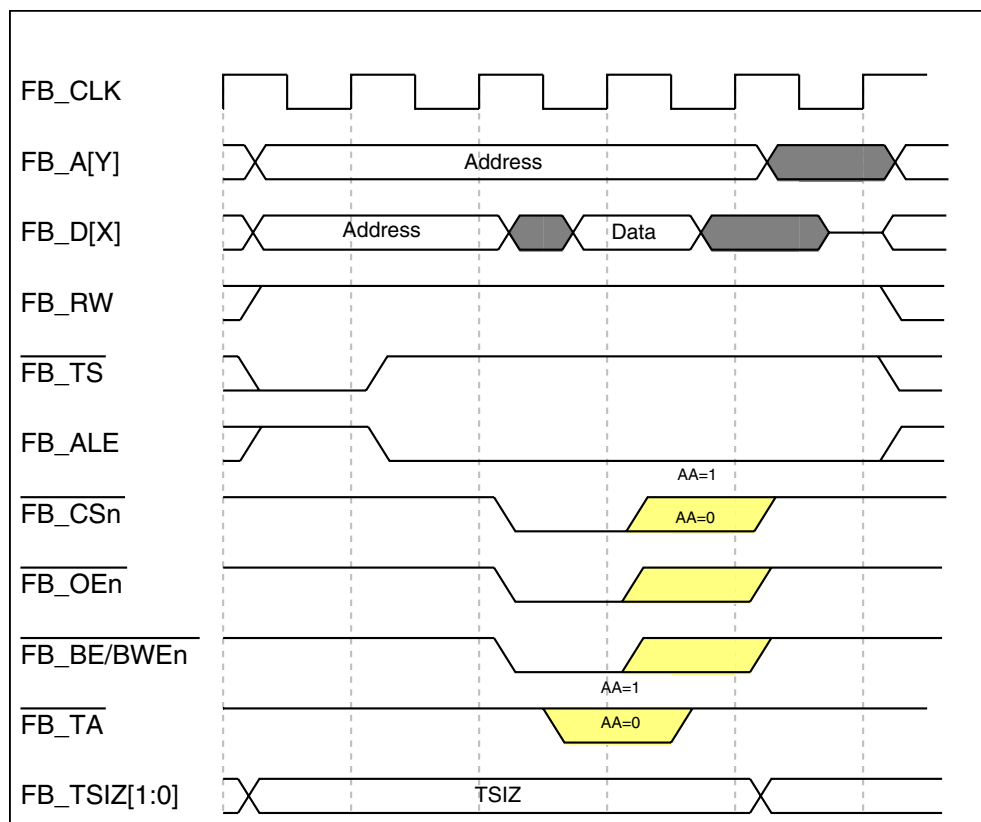 FB_CLK
FB_A[Y]
Address
FB_D[X]
Address
Data
FB_RW
FB_TS
FB_ALE
AA=1
FB_CSn
AA=0
FB_OEn
FB_BE/BWEn
AA=1
FB_TA
AA=0
FB_TSIZ[1:0]
TSIZ